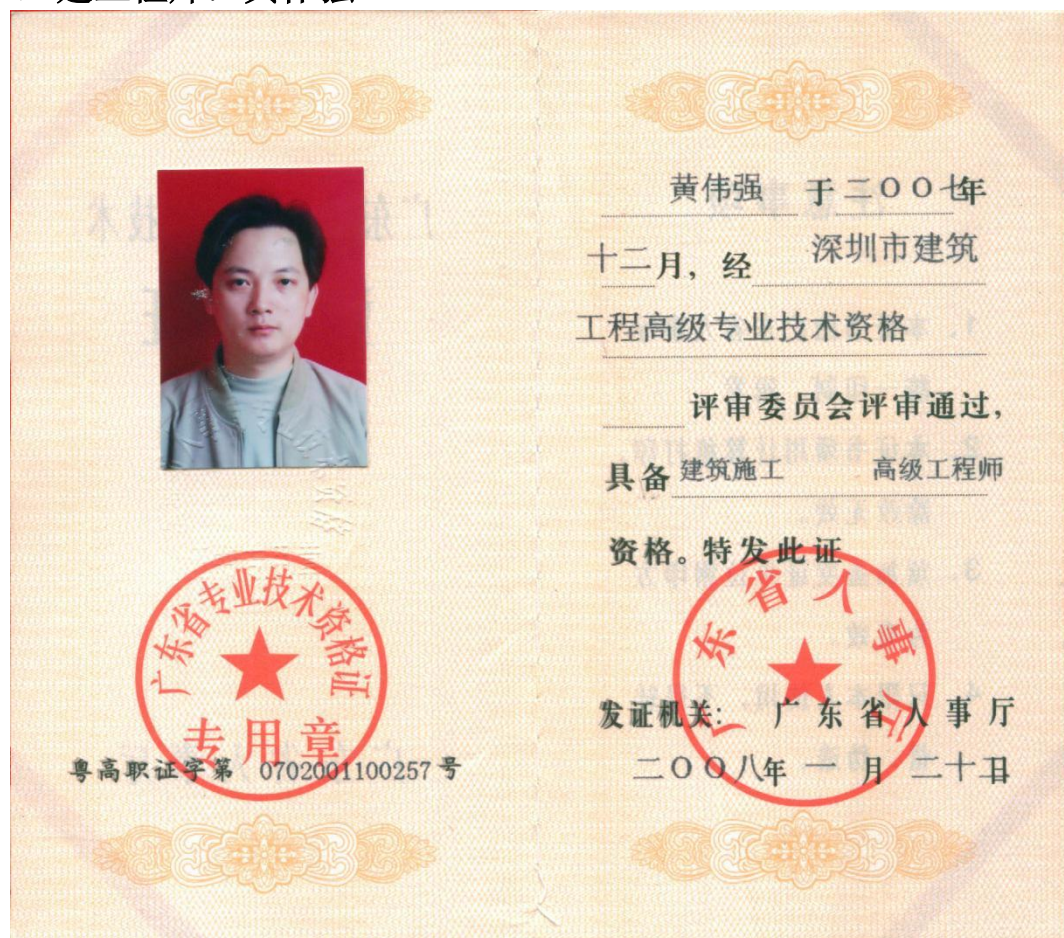 广东省专业技术资格证
专用章
粤高职证字第 0702001100257 号
黄伟强 于二〇〇七年
十二月，经 深圳市建筑
工程高级专业技术资格
评审委员会评审通过，
具备 建筑施工 高级工程师
资格。特发此证
广东省人事厅
发证机关： 广东省人事厅
二〇〇八年 一 月 二十日